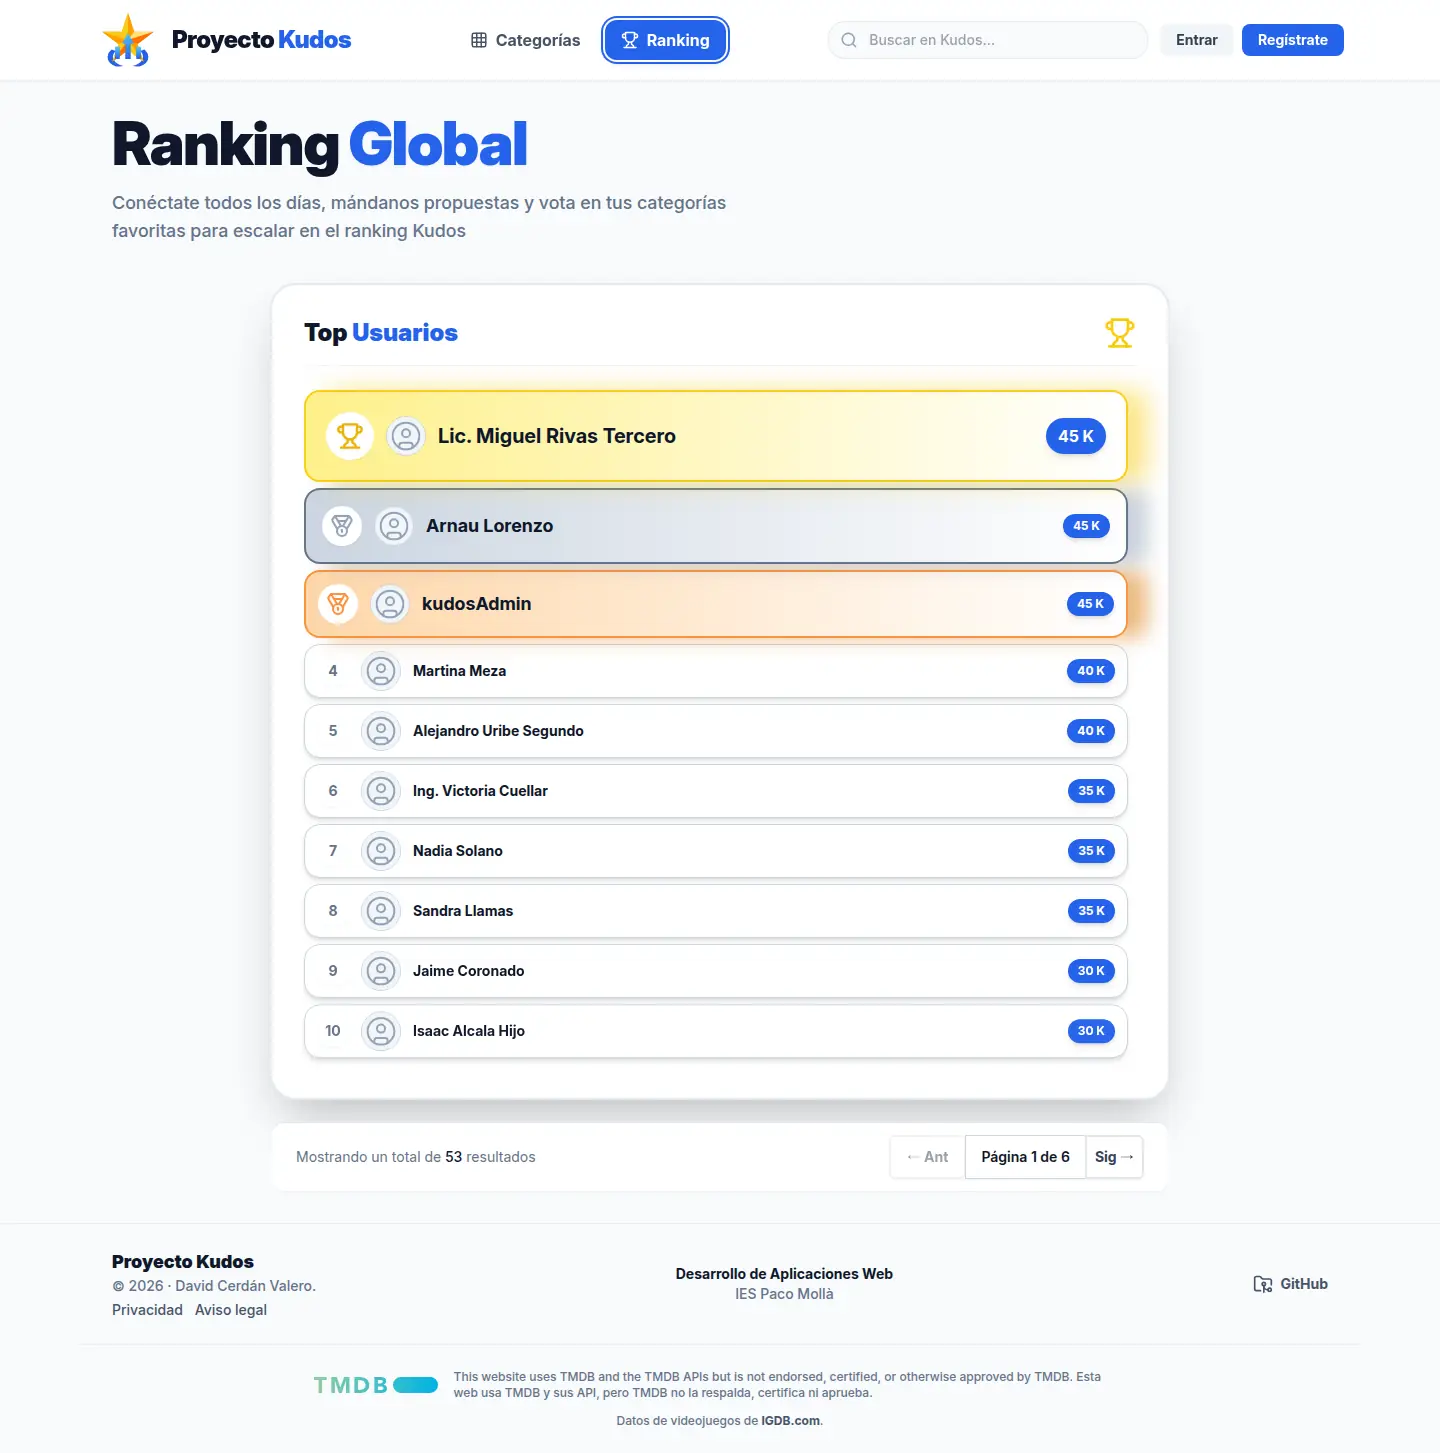 Proyecto Kudos
Categorías
Ranking
Buscar en Kudos...
Entrar
Regístrate
Ranking Global
Conéctate todos los días, mándanos propuestas y vota en tus categorías
favoritas para escalar en el ranking Kudos
Top Usuarios
Lic. Miguel Rivas Tercero
45 K
Arnau Lorenzo
45 K
kudosAdmin
45 K
4 Martina Meza 40 K
5 Alejandro Uribe Segundo 40 K
6 Ing. Victoria Cuellar 35 K
7 Nadia Solano 35 K
8 Sandra Llamas 35 K
9 Jaime Coronado 30 K
10 Isaac Alcala Hijo 30 K
Mostrando un total de 53 resultados
← Ant
Página 1 de 6
Sig →
Proyecto Kudos
© 2026 · David Cerdán Valero.
Privacidad Aviso legal
Desarrollo de Aplicaciones Web
IES Paco Mollà
GitHub
TMDB
This website uses TMDB and the TMDB APIs but is not endorsed, certified, or otherwise approved by TMDB. Esta
web usa TMDB y sus API, pero TMDB no la respalda, certifica ni aprueba.
Datos de videojuegos de IGDB.com.